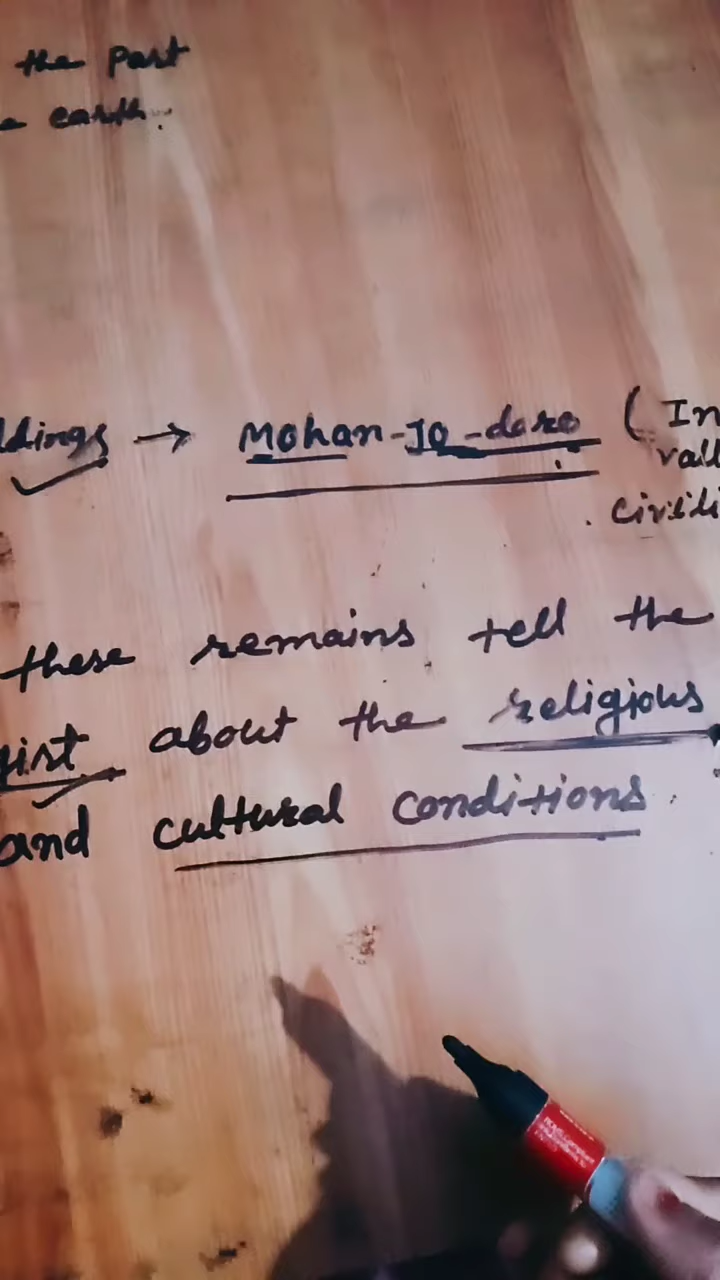 the Past
earth.
ldings → Mohan-Jo-daro (In
vall
civili
these remains tell the
gist about the religious
and cultural conditions.